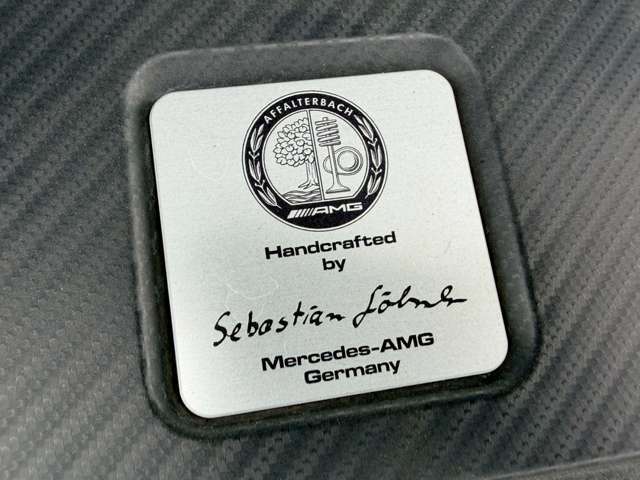 AFFALTERBACH
AMG
Handcrafted
by
Sebastian
Mercedes-AMG
Germany